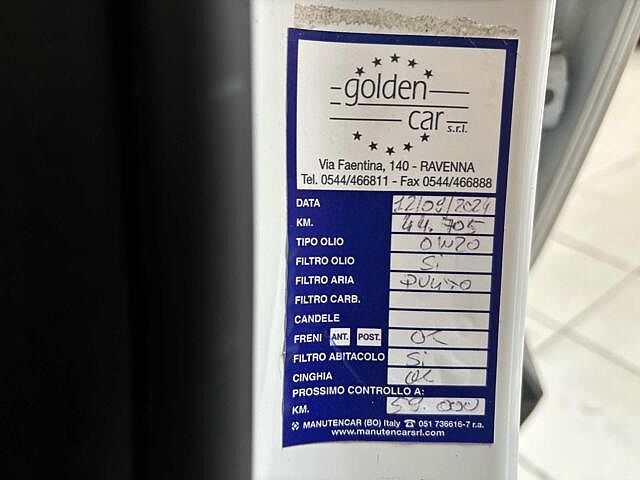 golden
car s.r.l.
Via Faentina, 140 - RAVENNA
Tel. 0544/466811 - Fax 0544/466888
DATA 12/09/2024
KM. 44.705
TIPO OLIO 0W20
FILTRO OLIO Si
FILTRO ARIA PULITO
FILTRO CARB.
CANDELE
FRENI ANT. POST. OK
FILTRO ABITACOLO Si
CINGHIA OK
PROSSIMO CONTROLLO A:
KM. 59.000
MANUTENCAR (BO) Italy ☎ 051 736616-7 r.a.
www.manutencarsrl.com